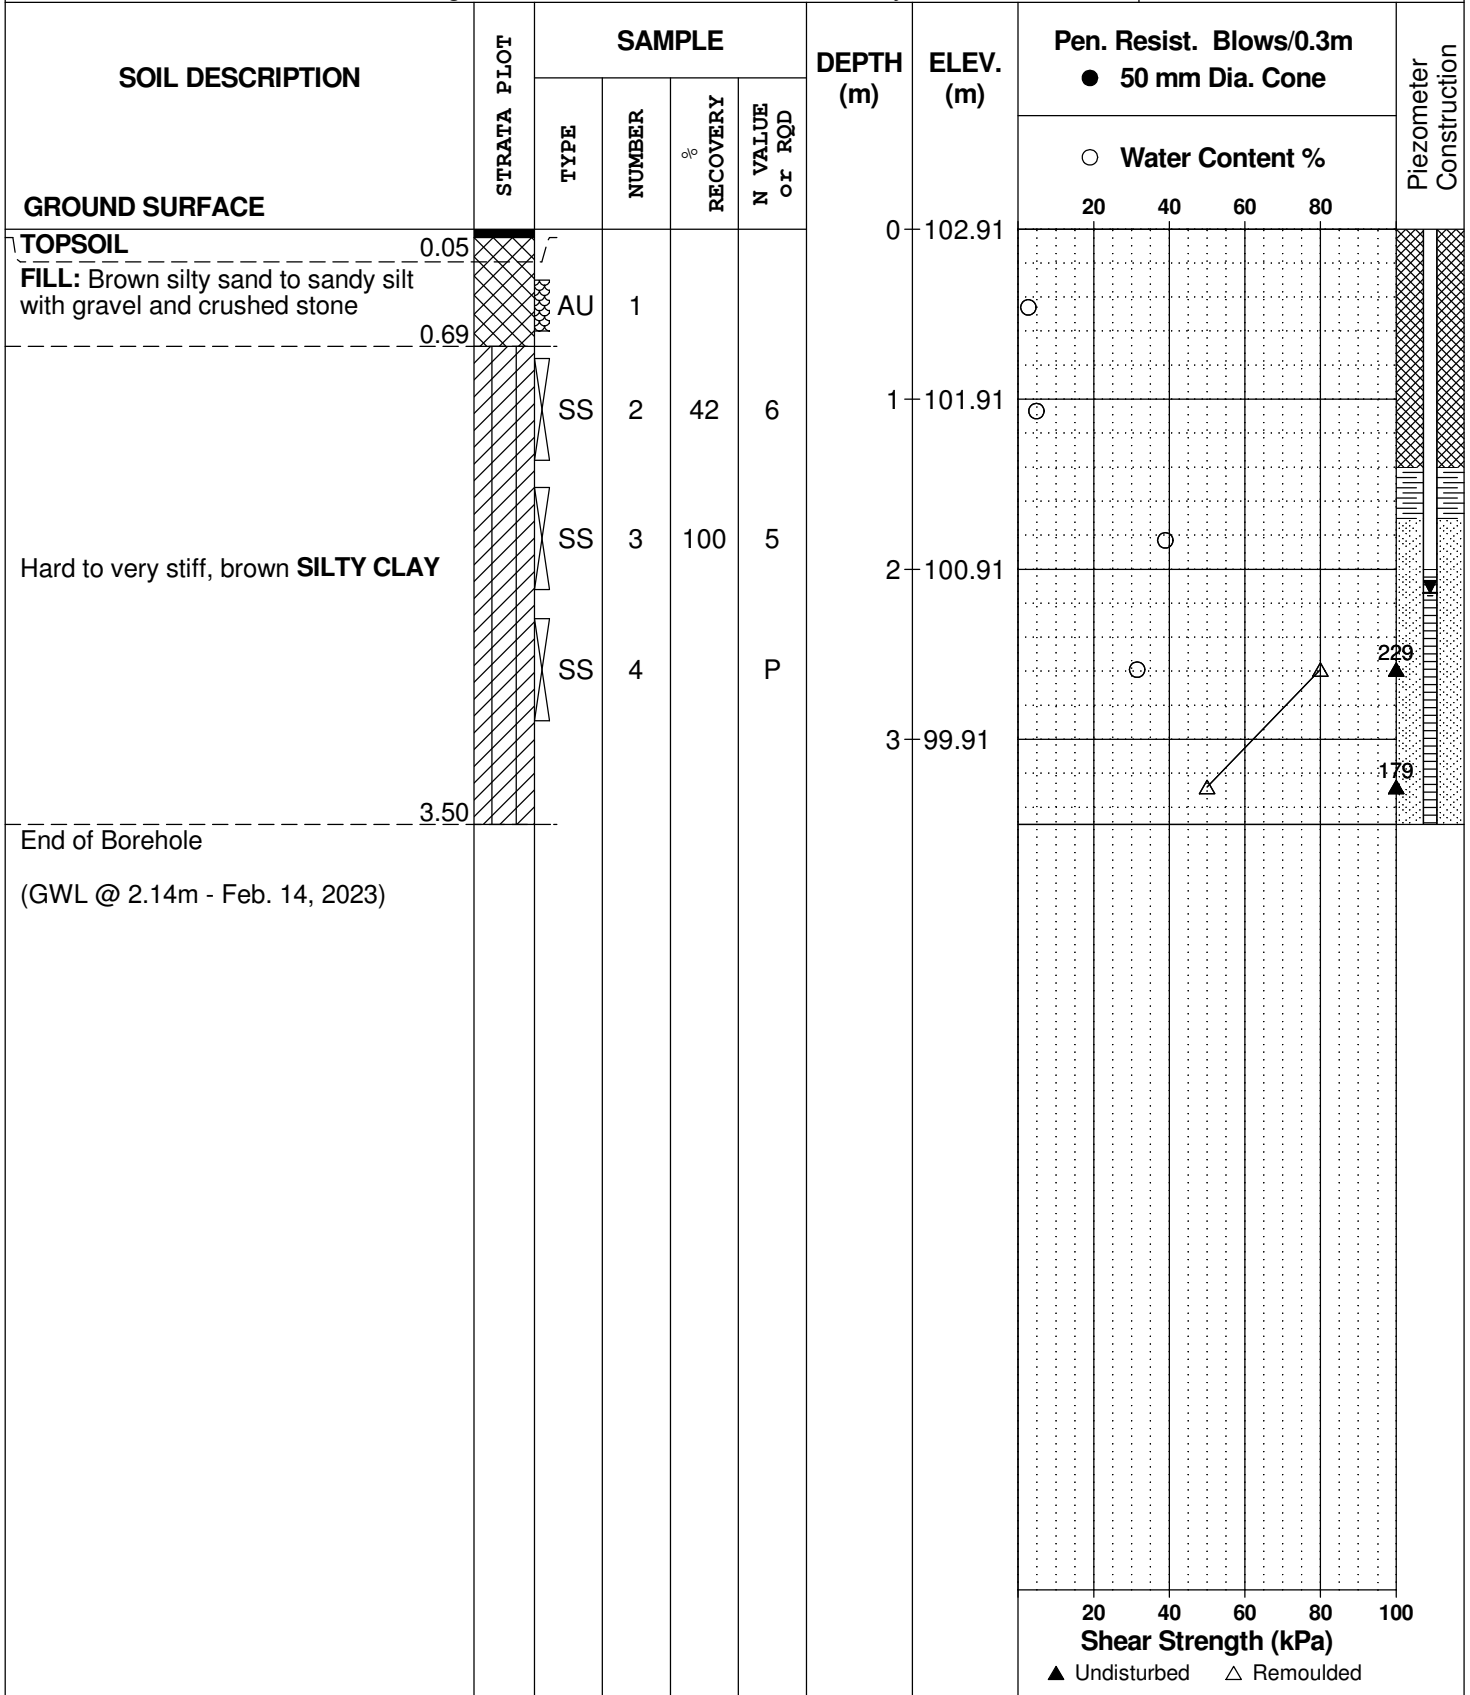 SOIL DESCRIPTION
GROUND SURFACE
STRATA PLOT
SAMPLE
TYPE
NUMBER
%
RECOVERY
N VALUE
or RQD
DEPTH
(m)
ELEV.
(m)
Pen. Resist. Blows/0.3m
● 50 mm Dia. Cone
○ Water Content %
20 40 60 80
Piezometer
Construction
TOPSOIL 0.05
FILL: Brown silty sand to sandy silt
with gravel and crushed stone
0.69
Hard to very stiff, brown SILTY CLAY
3.50
End of Borehole
(GWL @ 2.14m - Feb. 14, 2023)
AU 1
SS 2 42 6
SS 3 100 5
SS 4 P
0 102.91
1 101.91
2 100.91
3 99.91
229
179
20 40 60 80 100
Shear Strength (kPa)
▲ Undisturbed △ Remoulded